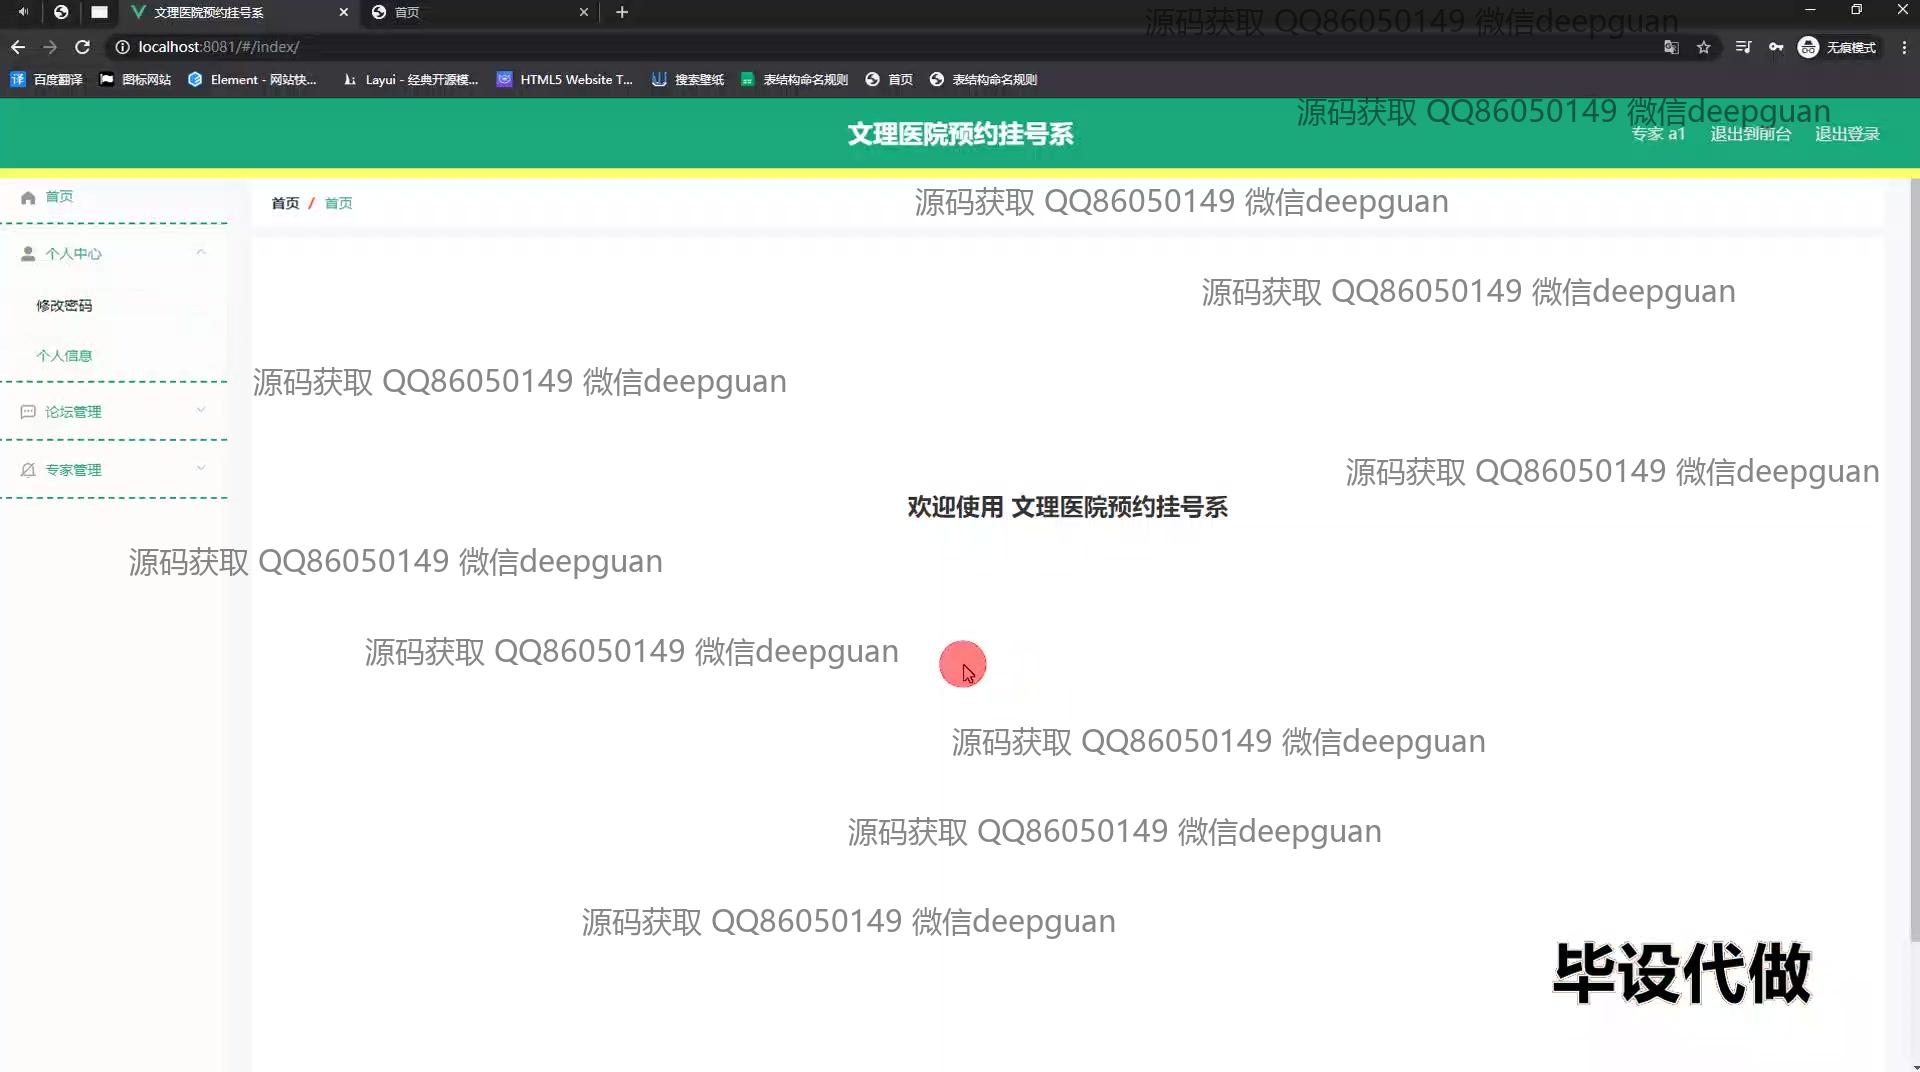 文理医院预约挂号系
首页
源码获取 QQ86050149 微信deepguan
localhost:8081/#/index/
无痕模式
百度翻译
图标网站
Element - 网站快...
Layui - 经典开源模...
HTML5 Website T...
搜索壁纸
表结构命名规则
首页
表结构命名规则
源码获取 QQ86050149 微信deepguan
文理医院预约挂号系
专家 a1
退出到前台
退出登录
首页
首页 / 首页
源码获取 QQ86050149 微信deepguan
个人中心
源码获取 QQ86050149 微信deepguan
修改密码
个人信息
源码获取 QQ86050149 微信deepguan
论坛管理
专家管理
源码获取 QQ86050149 微信deepguan
欢迎使用 文理医院预约挂号系
源码获取 QQ86050149 微信deepguan
源码获取 QQ86050149 微信deepguan
源码获取 QQ86050149 微信deepguan
源码获取 QQ86050149 微信deepguan
源码获取 QQ86050149 微信deepguan
毕设代做